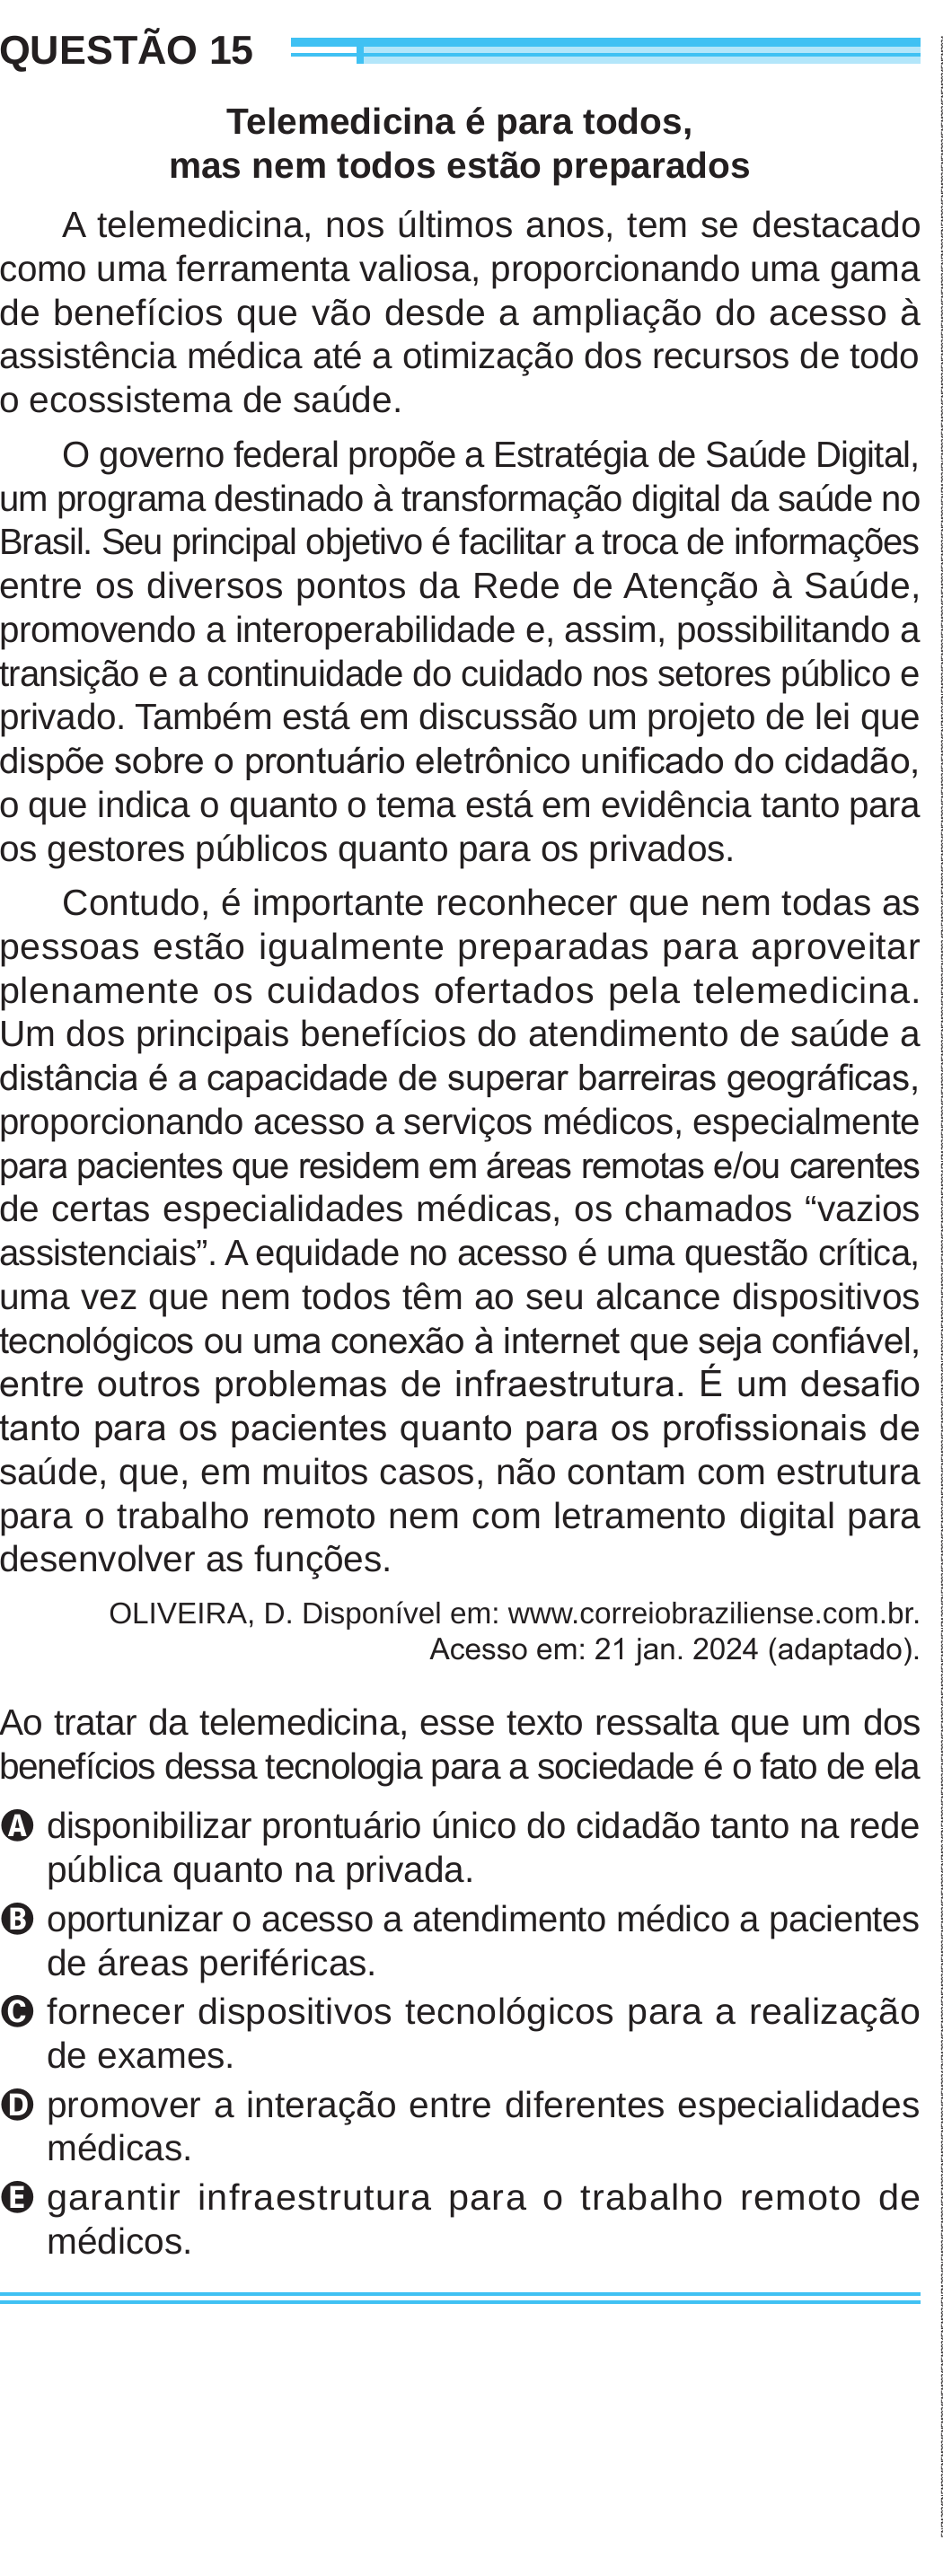 QUESTÃO 15
Telemedicina é para todos,
mas nem todos estão preparados
A telemedicina, nos últimos anos, tem se destacado
como uma ferramenta valiosa, proporcionando uma gama
de benefícios que vão desde a ampliação do acesso à
assistência médica até a otimização dos recursos de todo
o ecossistema de saúde.
O governo federal propõe a Estratégia de Saúde Digital,
um programa destinado à transformação digital da saúde no
Brasil. Seu principal objetivo é facilitar a troca de informações
entre os diversos pontos da Rede de Atenção à Saúde,
promovendo a interoperabilidade e, assim, possibilitando a
transição e a continuidade do cuidado nos setores público e
privado. Também está em discussão um projeto de lei que
dispõe sobre o prontuário eletrônico unificado do cidadão,
o que indica o quanto o tema está em evidência tanto para
os gestores públicos quanto para os privados.
Contudo, é importante reconhecer que nem todas as
pessoas estão igualmente preparadas para aproveitar
plenamente os cuidados ofertados pela telemedicina.
Um dos principais benefícios do atendimento de saúde a
distância é a capacidade de superar barreiras geográficas,
proporcionando acesso a serviços médicos, especialmente
para pacientes que residem em áreas remotas e/ou carentes
de certas especialidades médicas, os chamados “vazios
assistenciais”. A equidade no acesso é uma questão crítica,
uma vez que nem todos têm ao seu alcance dispositivos
tecnológicos ou uma conexão à internet que seja confiável,
entre outros problemas de infraestrutura. É um desafio
tanto para os pacientes quanto para os profissionais de
saúde, que, em muitos casos, não contam com estrutura
para o trabalho remoto nem com letramento digital para
desenvolver as funções.
OLIVEIRA, D. Disponível em: www.correiobraziliense.com.br.
Acesso em: 21 jan. 2024 (adaptado).
Ao tratar da telemedicina, esse texto ressalta que um dos
benefícios dessa tecnologia para a sociedade é o fato de ela
A disponibilizar prontuário único do cidadão tanto na rede
pública quanto na privada.
B oportunizar o acesso a atendimento médico a pacientes
de áreas periféricas.
C fornecer dispositivos tecnológicos para a realização
de exames.
D promover a interação entre diferentes especialidades
médicas.
E garantir infraestrutura para o trabalho remoto de
médicos.